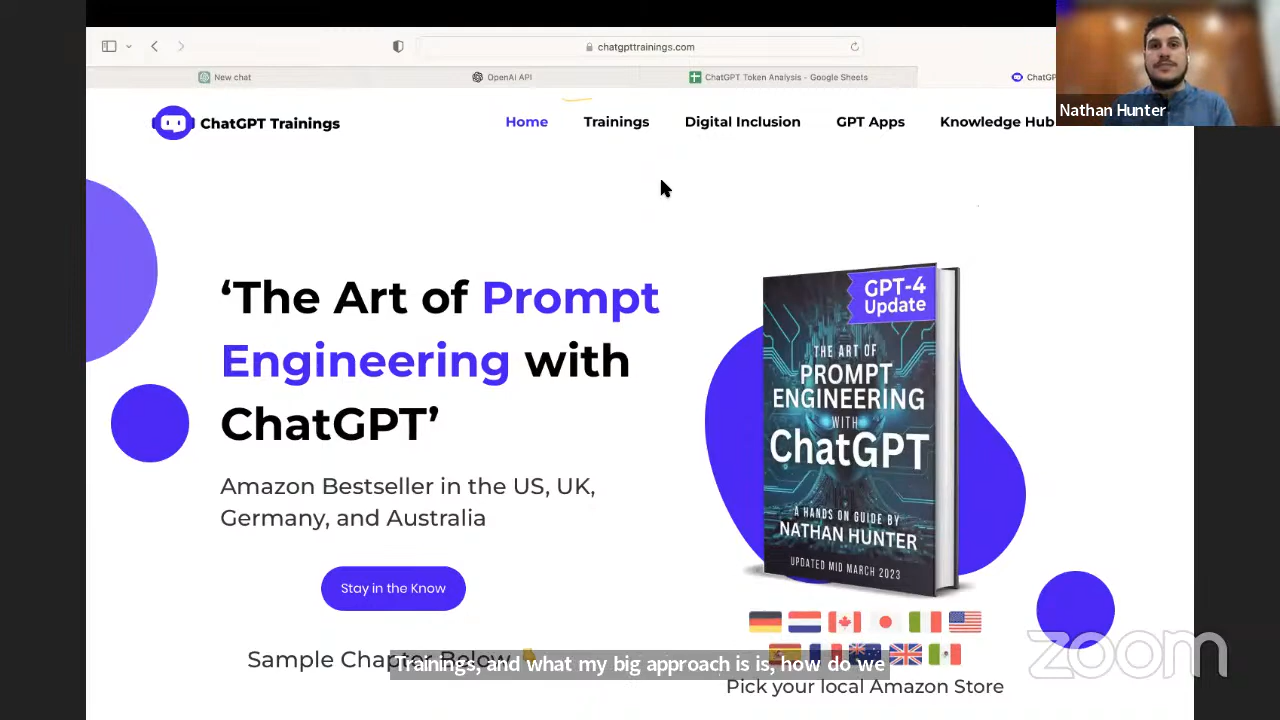 chatgpttrainings.com
New chat
OpenAI API
ChatGPT Token Analysis - Google Sheets
ChatGP
Nathan Hunter
ChatGPT Trainings
Home
Trainings
Digital Inclusion
GPT Apps
Knowledge Hub
‘The Art of Prompt
Engineering with
ChatGPT’
Amazon Bestseller in the US, UK,
Germany, and Australia
Stay in the Know
Sample Chapter Below
GPT-4
Update
THE ART OF
PROMPT
ENGINEERING
WITH
ChatGPT
A HANDS ON GUIDE BY
NATHAN HUNTER
UPDATED MID MARCH 2023
Pick your local Amazon Store
Trainings, and what my big approach is is, how do we
zoom